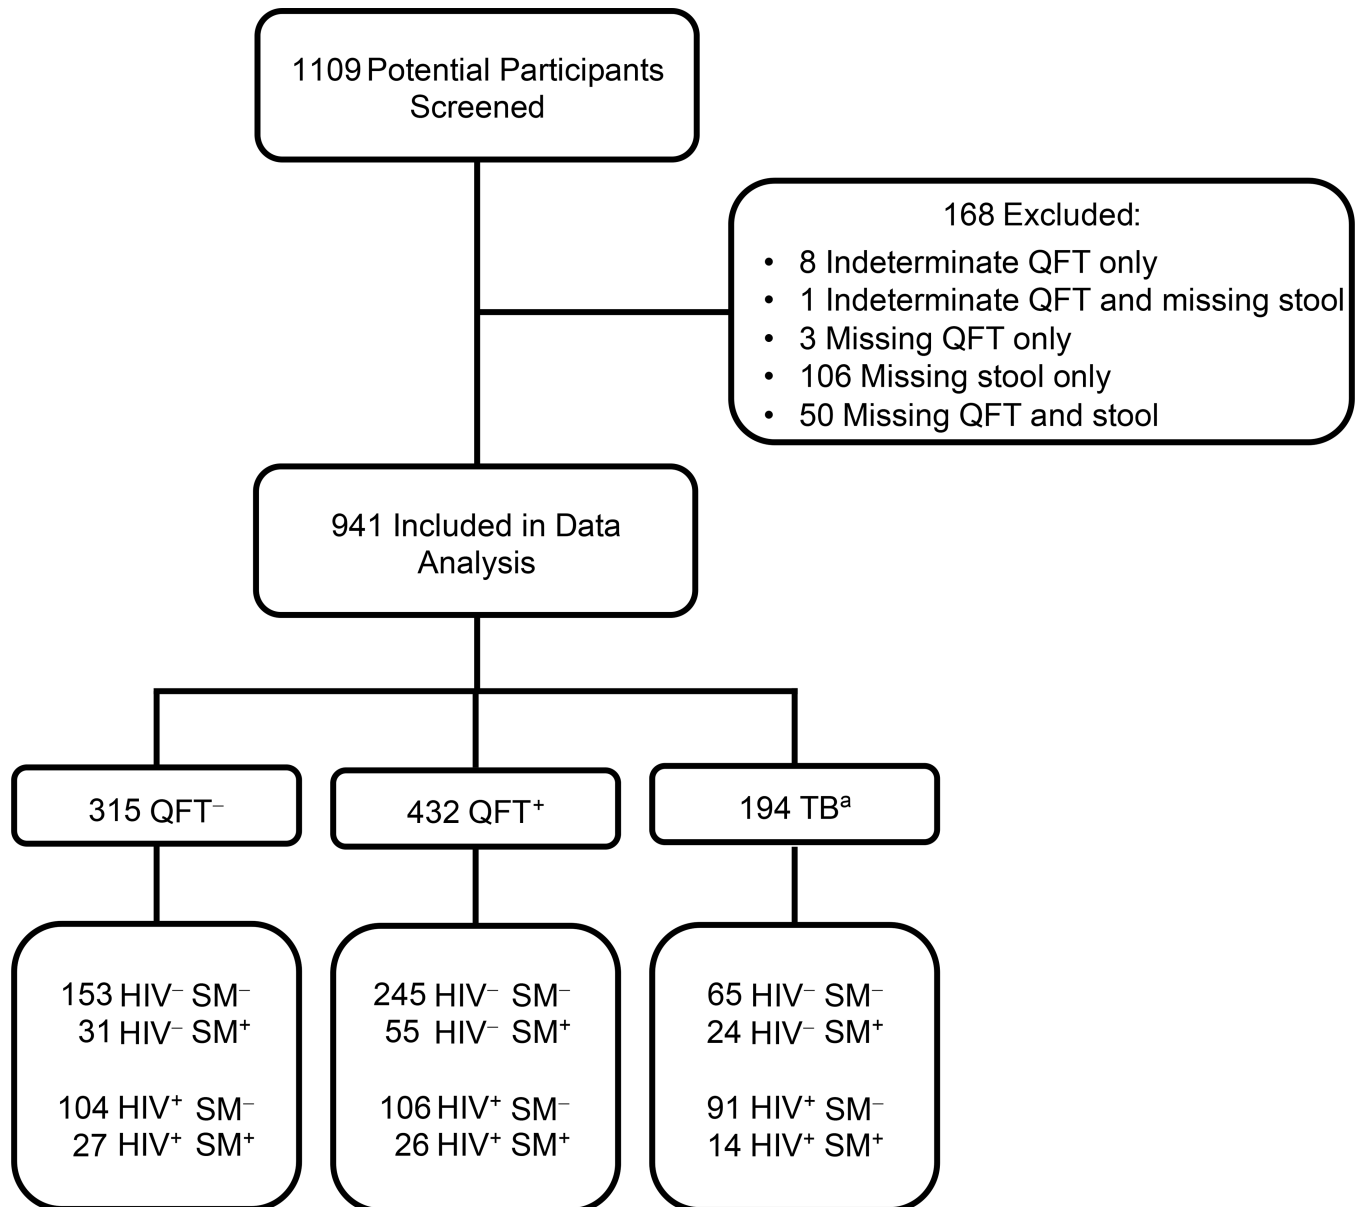 1109 Potential Participants
Screened
168 Excluded:
• 8 Indeterminate QFT only
• 1 Indeterminate QFT and missing stool
• 3 Missing QFT only
• 106 Missing stool only
• 50 Missing QFT and stool
941 Included in Data
Analysis
315 QFT⁻
432 QFT⁺
194 TBᵃ
153 HIV⁻ SM⁻
31 HIV⁻ SM⁺
104 HIV⁺ SM⁻
27 HIV⁺ SM⁺
245 HIV⁻ SM⁻
55 HIV⁻ SM⁺
106 HIV⁺ SM⁻
26 HIV⁺ SM⁺
65 HIV⁻ SM⁻
24 HIV⁻ SM⁺
91 HIV⁺ SM⁻
14 HIV⁺ SM⁺